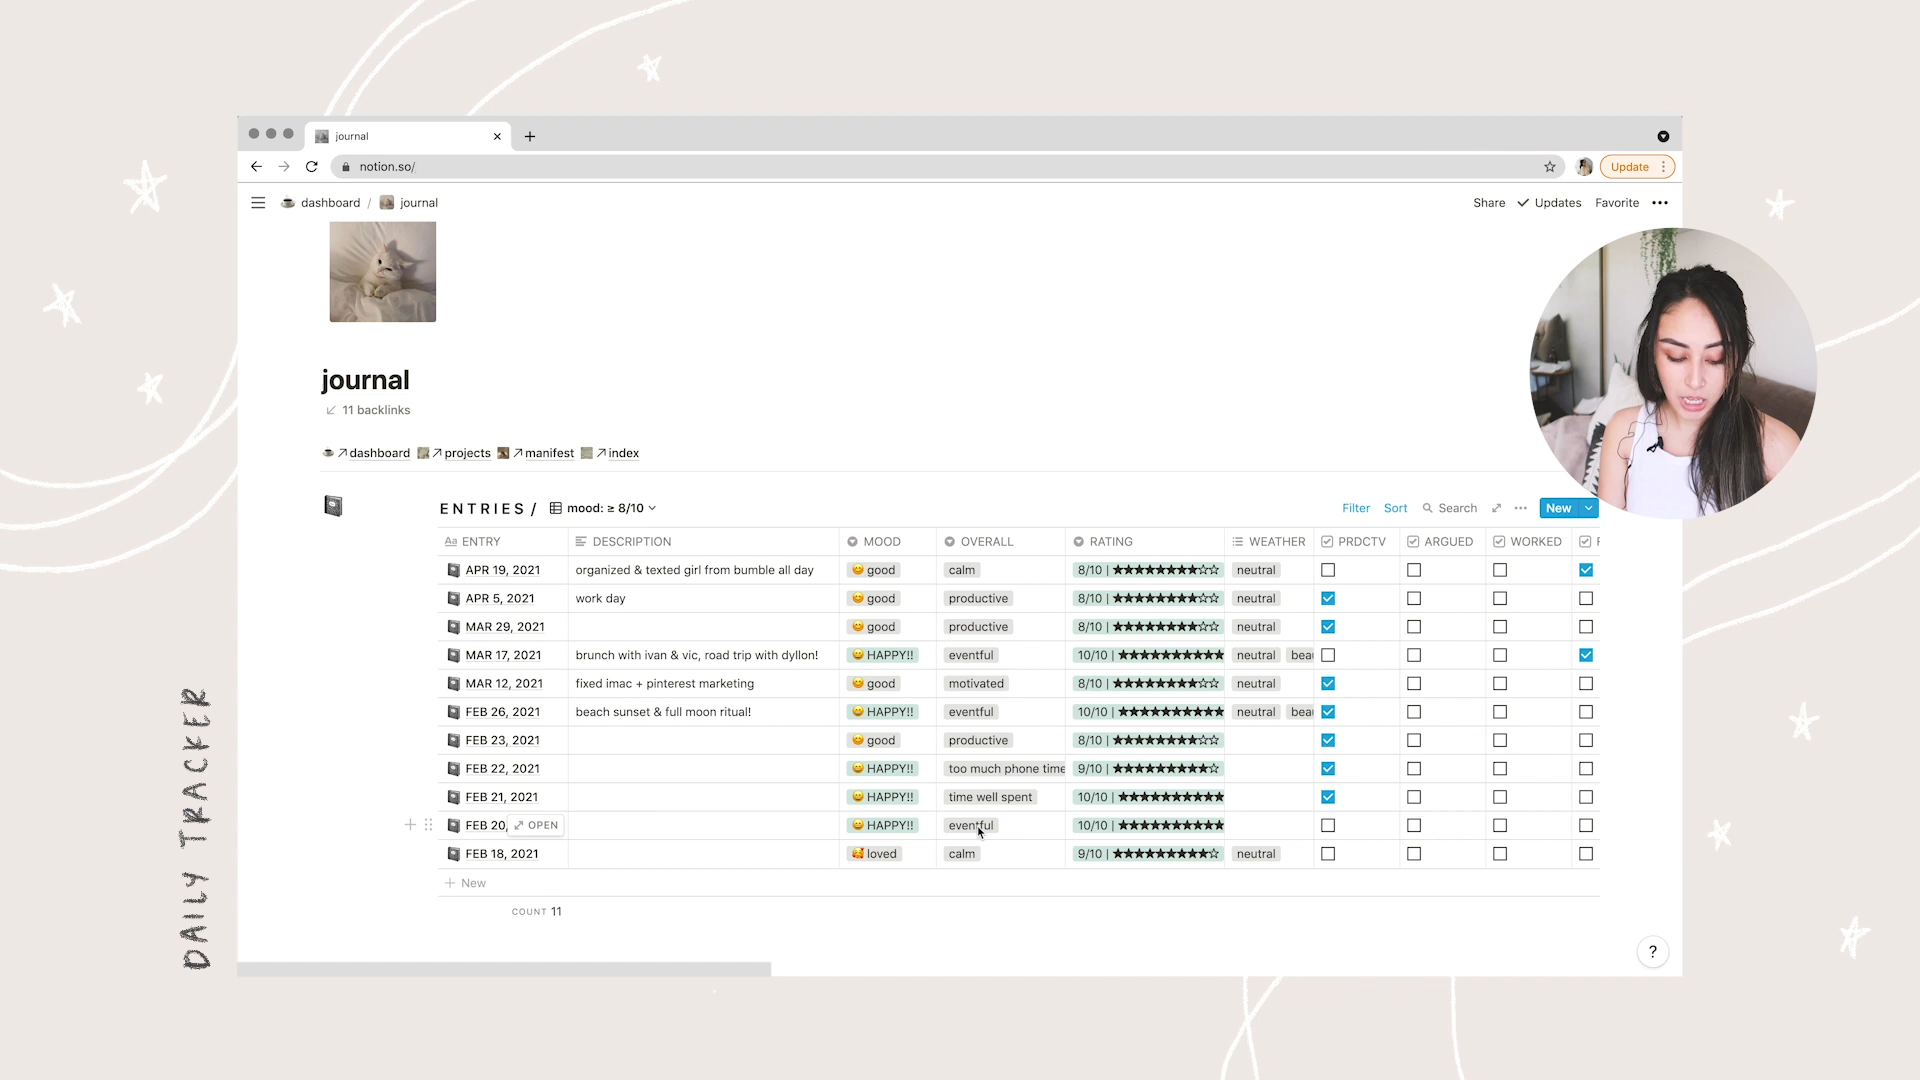 journal
notion.so/
Update
dashboard / journal
Share Updates Favorite
journal
11 backlinks
dashboard projects manifest index
ENTRIES / mood: ≥ 8/10
Filter Sort Search New
Aa ENTRY DESCRIPTION MOOD OVERALL RATING WEATHER PRDCTV ARGUED WORKED
APR 19, 2021 organized & texted girl from bumble all day good calm 8/10 | ★★★★★★★★☆☆ neutral
APR 5, 2021 work day good productive 8/10 | ★★★★★★★★☆☆ neutral
MAR 29, 2021 good productive 8/10 | ★★★★★★★★☆☆ neutral
MAR 17, 2021 brunch with ivan & vic, road trip with dyllon! HAPPY!! eventful 10/10 | ★★★★★★★★★★ neutral bea
MAR 12, 2021 fixed imac + pinterest marketing good motivated 8/10 | ★★★★★★★★☆☆ neutral
FEB 26, 2021 beach sunset & full moon ritual! HAPPY!! eventful 10/10 | ★★★★★★★★★★ neutral bea
FEB 23, 2021 good productive 8/10 | ★★★★★★★★☆☆
FEB 22, 2021 HAPPY!! too much phone time 9/10 | ★★★★★★★★★☆
FEB 21, 2021 HAPPY!! time well spent 10/10 | ★★★★★★★★★★
FEB 20, OPEN HAPPY!! eventful 10/10 | ★★★★★★★★★★
FEB 18, 2021 loved calm 9/10 | ★★★★★★★★★☆ neutral
+ New
COUNT 11
?
DAILY TRACKER